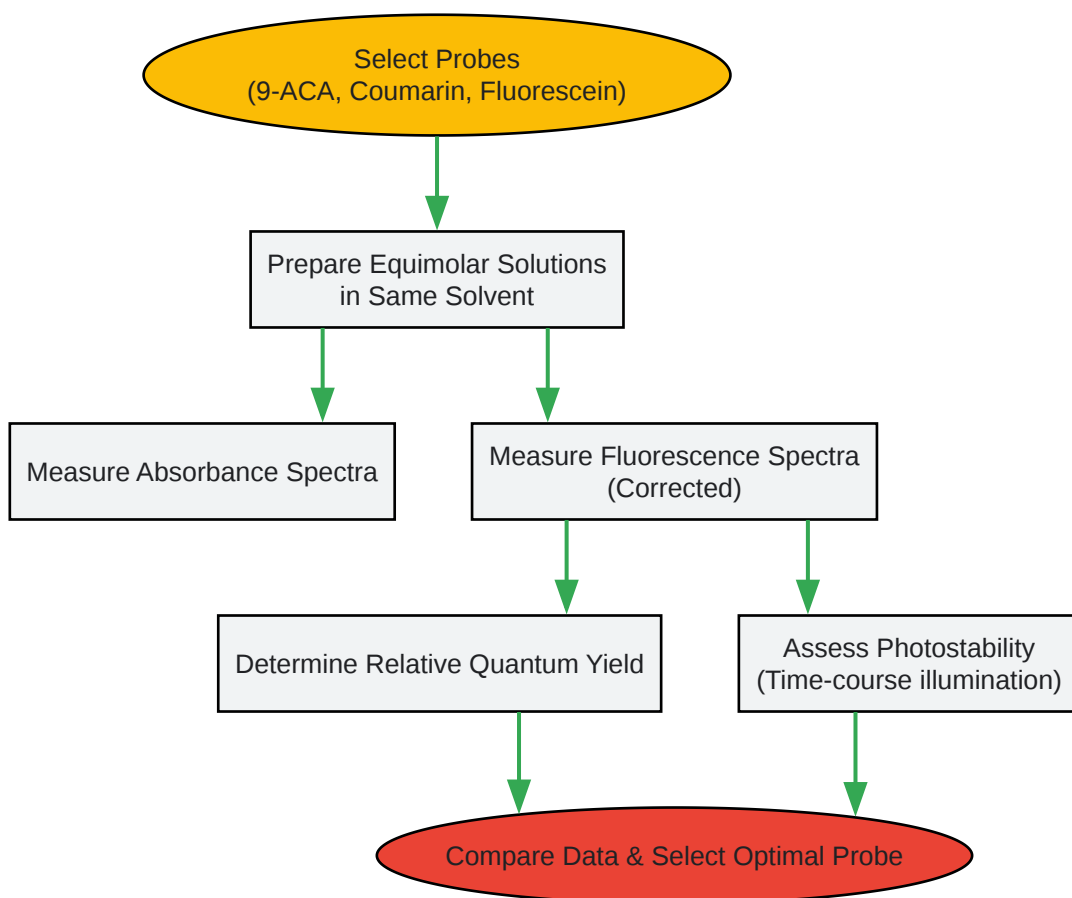 Select Probes
(9-ACA, Coumarin, Fluorescein)
Prepare Equimolar Solutions
in Same Solvent
Measure Absorbance Spectra
Measure Fluorescence Spectra
(Corrected)
Determine Relative Quantum Yield
Assess Photostability
(Time-course illumination)
Compare Data & Select Optimal Probe